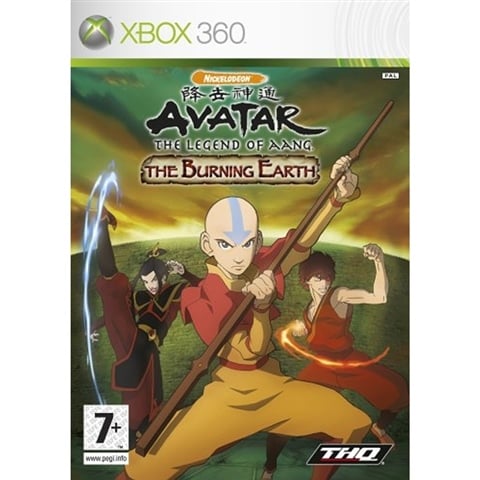 XBOX 360
PAL
NICKELODEON
降去神通
AVATAR
THE LEGEND OF AANG
THE BURNING EARTH
7+
www.pegi.info
THQ